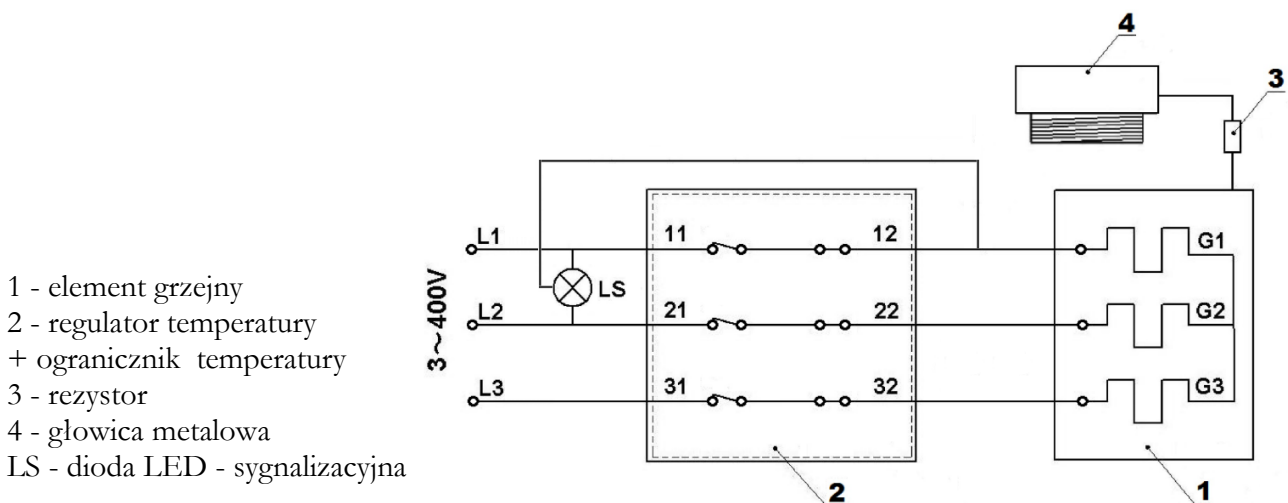 4
3
L1
11
12
G1
LS
L2
21
22
G2
3~400V
L3
31
32
G3
2
1
1 - element grzejny
2 - regulator temperatury
+ ogranicznik temperatury
3 - rezystor
4 - głowica metalowa
LS - dioda LED - sygnalizacyjna